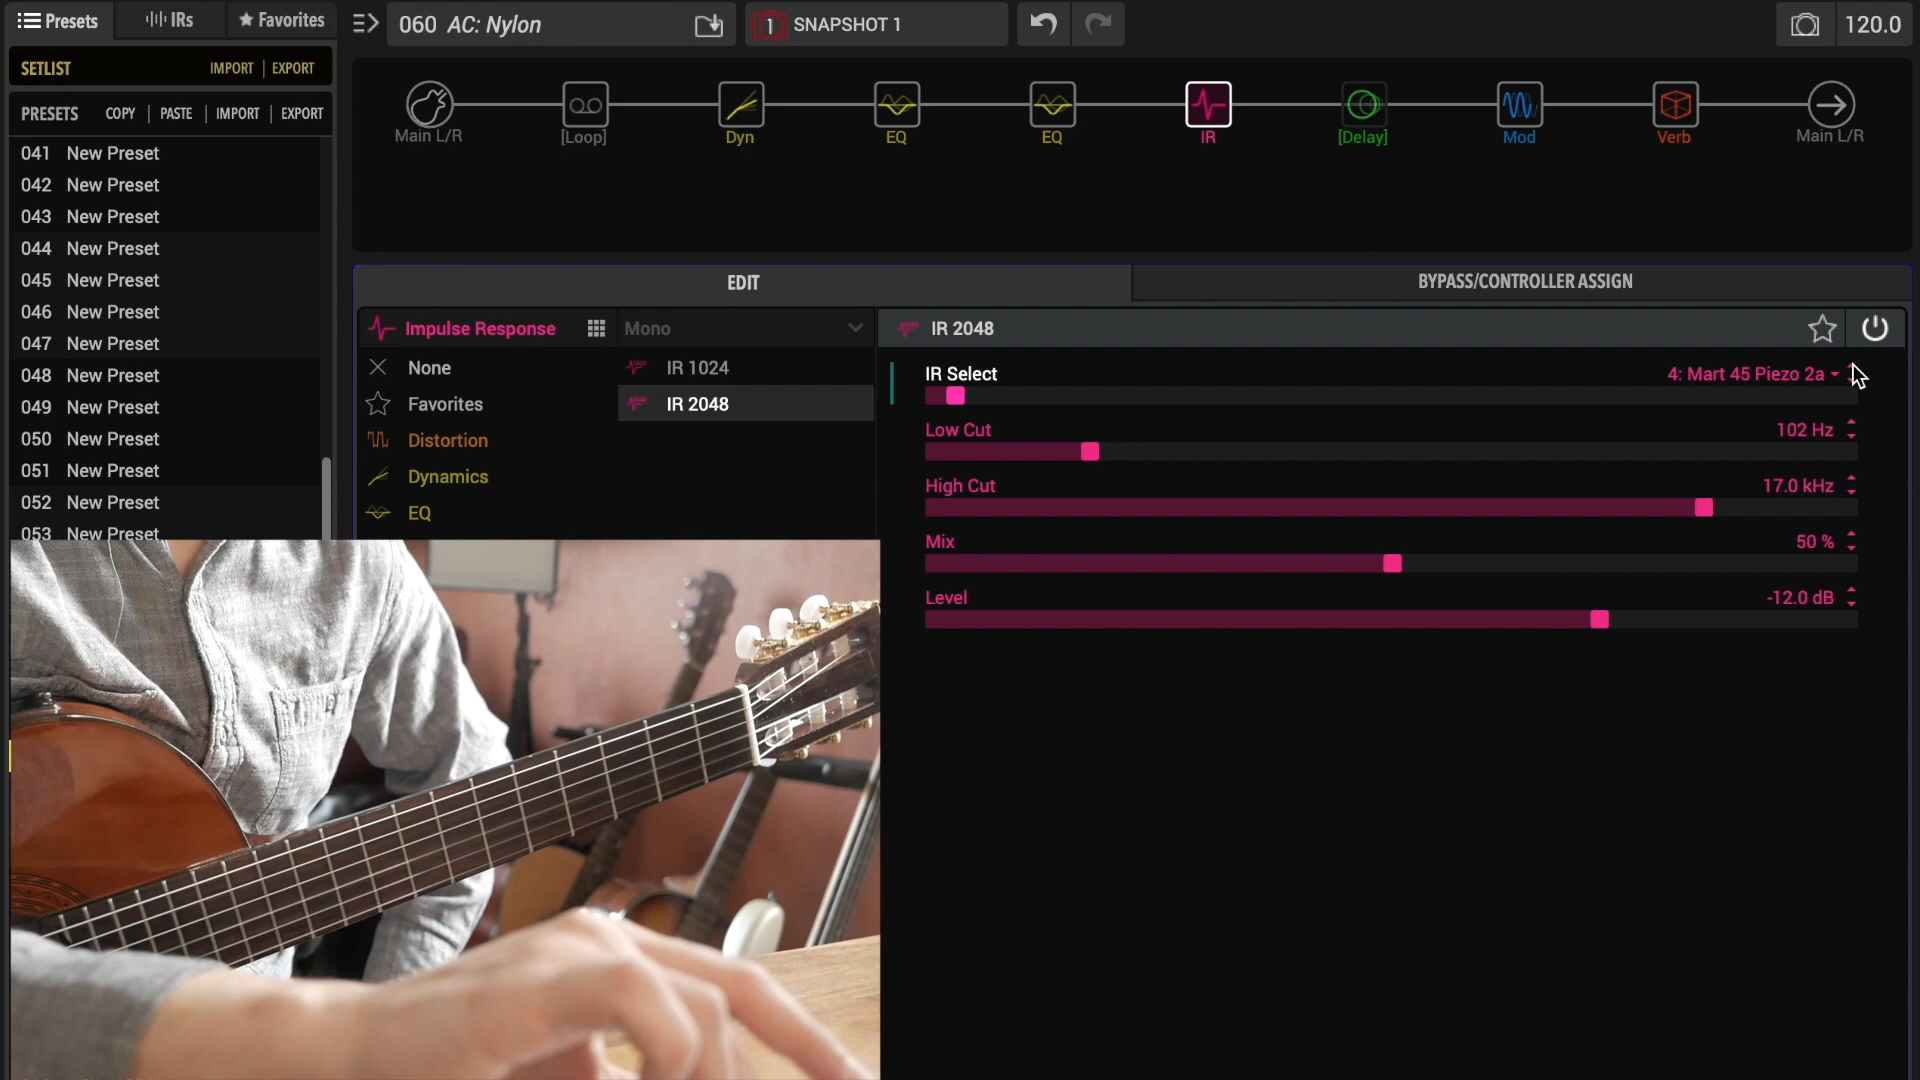 Presets IRs Favorites
060 AC: Nylon
1 SNAPSHOT 1
120.0
SETLIST IMPORT | EXPORT
PRESETS COPY | PASTE | IMPORT | EXPORT
Main L/R [Loop] Dyn EQ EQ IR [Delay] Mod Verb Main L/R
041 New Preset
042 New Preset
043 New Preset
044 New Preset
045 New Preset
046 New Preset
047 New Preset
048 New Preset
049 New Preset
050 New Preset
051 New Preset
052 New Preset
053 New Preset
EDIT BYPASS/CONTROLLER ASSIGN
Impulse Response
None
Favorites
Distortion
Dynamics
EQ
Mono
IR 1024
IR 2048
IR 2048
IR Select 4: Mart 45 Piezo 2a
Low Cut 102 Hz
High Cut 17.0 kHz
Mix 50 %
Level -12.0 dB